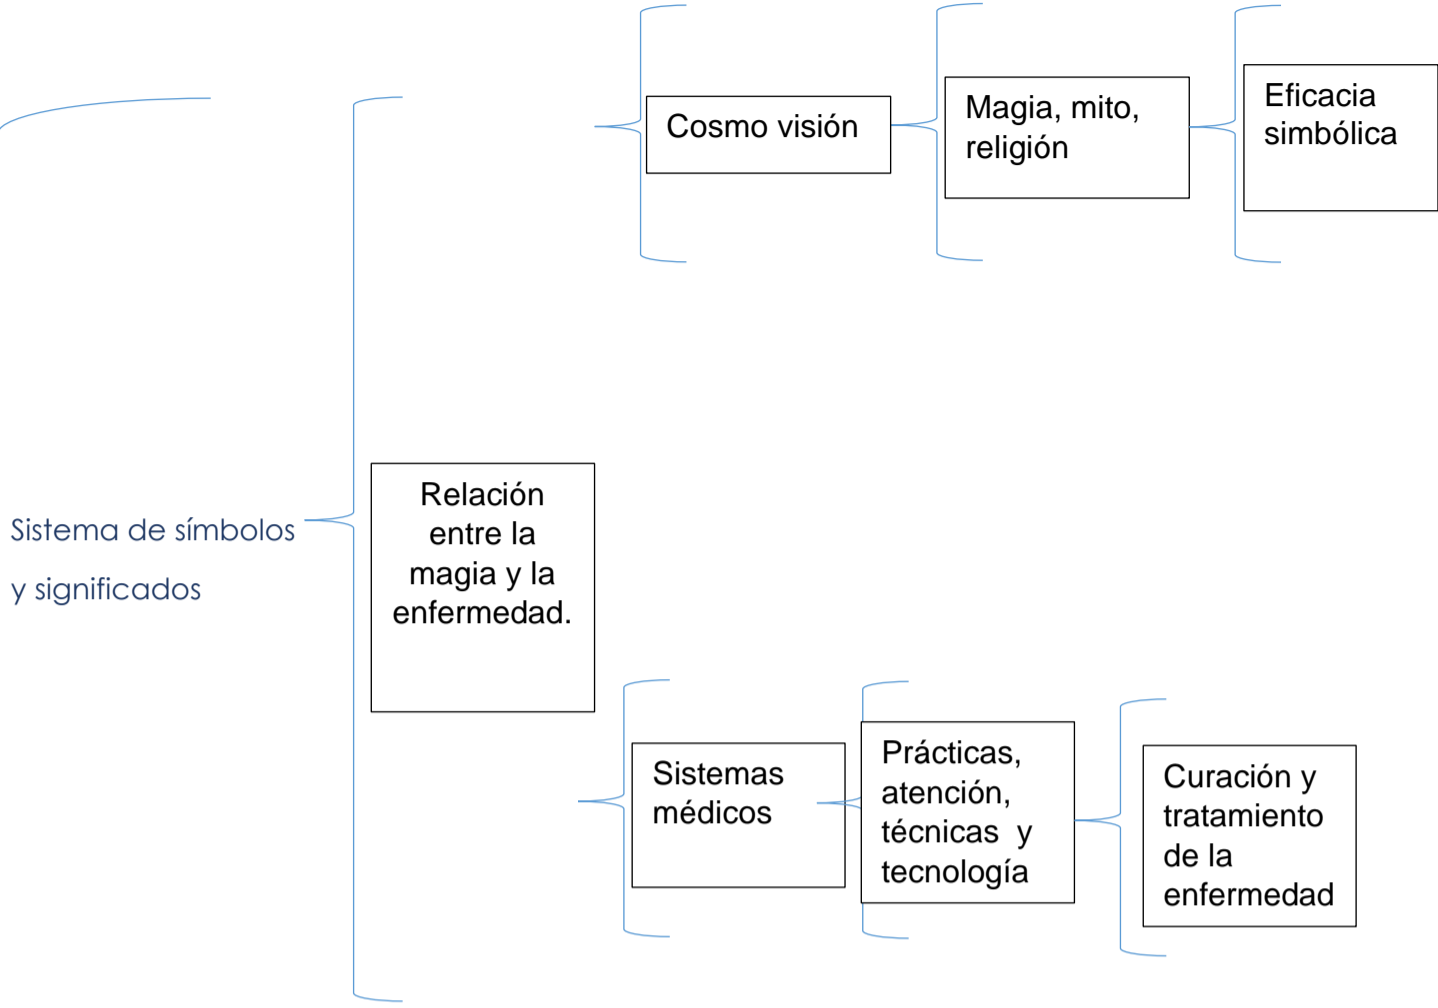 Cosmo visión
Magia, mito,
religión
Eficacia
simbólica
Sistema de símbolos
y significados
Relación
entre la
magia y la
enfermedad.
Sistemas
médicos
Prácticas,
atención,
técnicas  y
tecnología
Curación y
tratamiento
de la
enfermedad